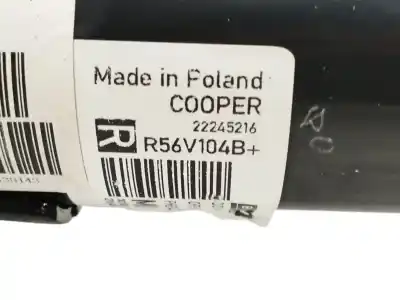 Made in Poland
COOPER
22245216
R R56V104B+